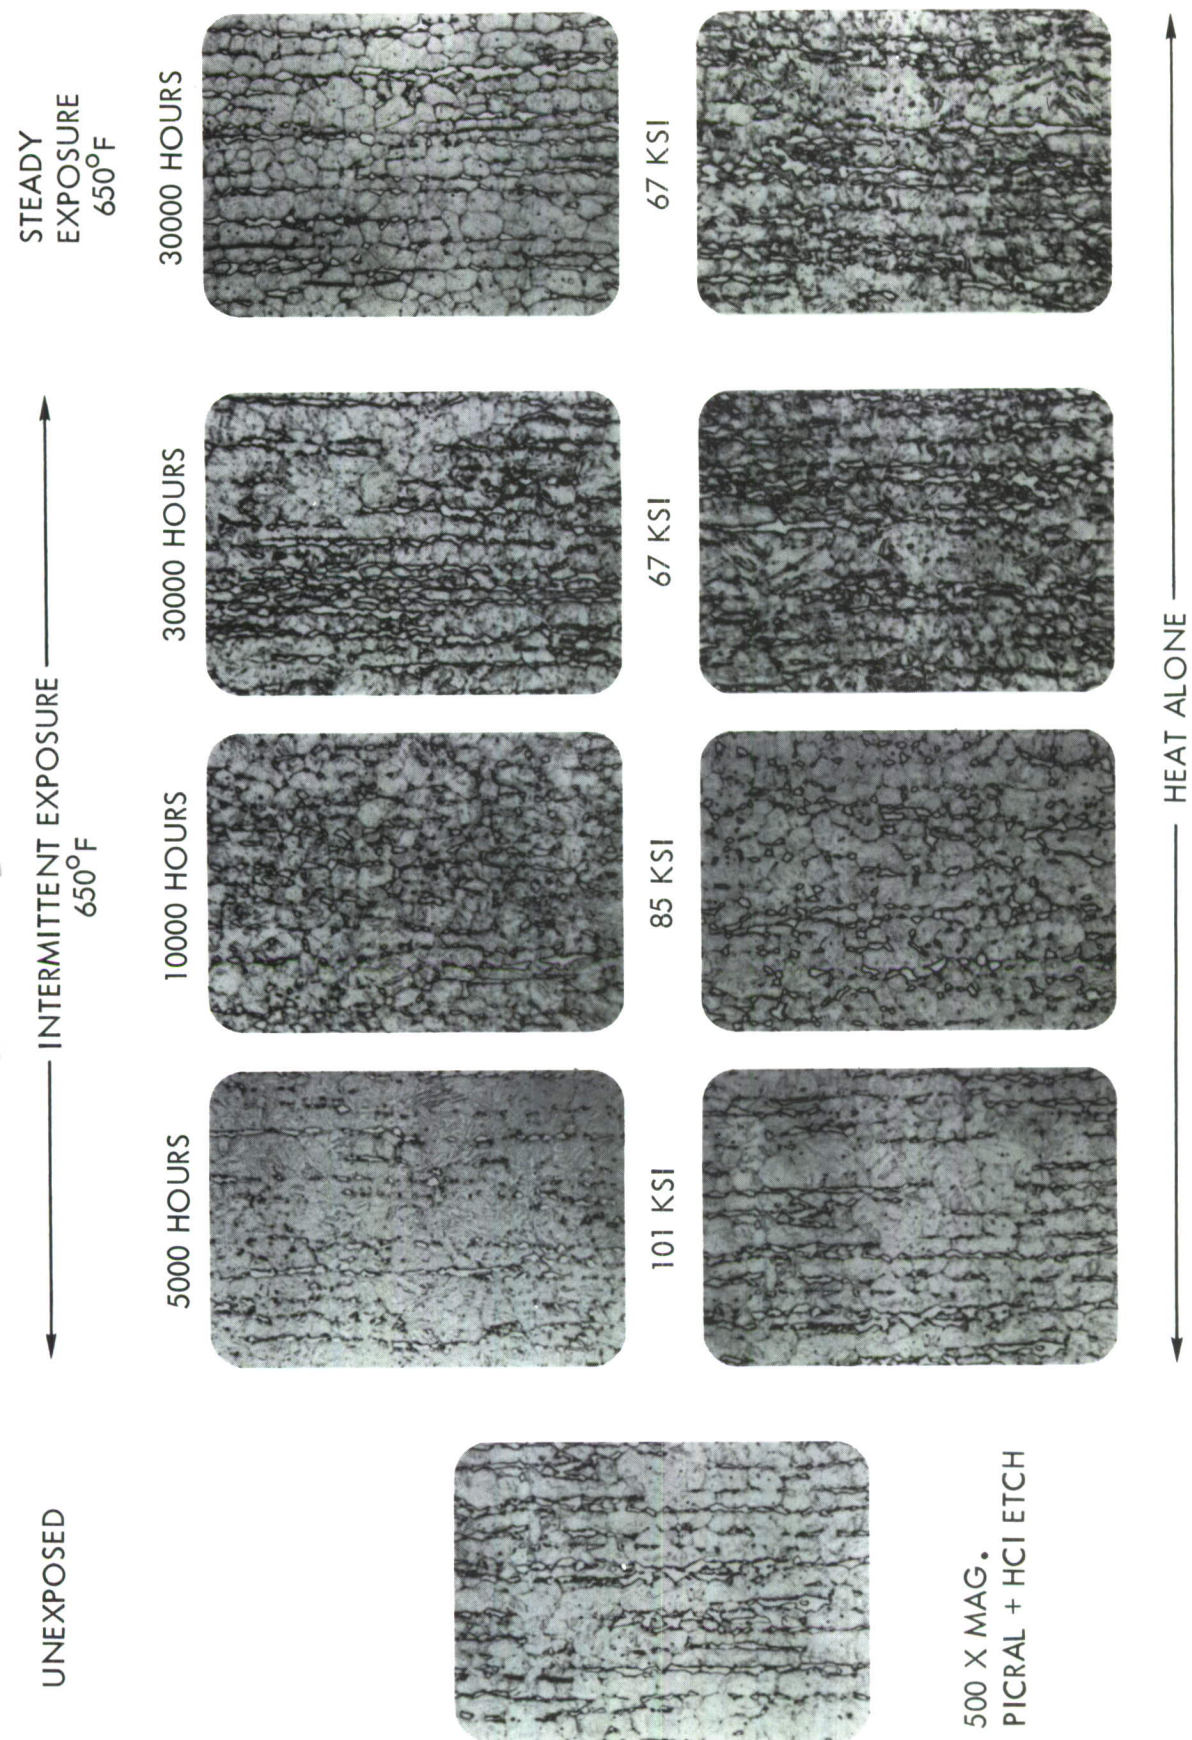 UNEXPOSED
INTERMITTENT EXPOSURE
650°F
STEADY
EXPOSURE
650°F
5000 HOURS
10000 HOURS
30000 HOURS
30000 HOURS
101 KSI
85 KSI
67 KSI
67 KSI
500 X MAG.
PICRAL + HCl ETCH
HEAT ALONE